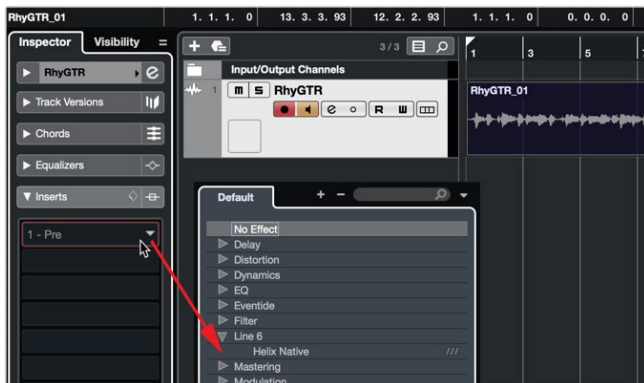 RhyGTR_01
1. 1. 1. 0 13. 3. 3. 93 12. 2. 2. 93 1. 1. 1. 0 0. 0. 0. 0
Inspector Visibility
RhyGTR
Track Versions
Chords
Equalizers
Inserts
1 - Pre
3/3
Input/Output Channels
1 m S RhyGTR
e R W
1 3 5 7
RhyGTR_01
Default + -
No Effect
Delay
Distortion
Dynamics
EQ
Eventide
Filter
Line 6
Helix Native
Mastering
Modulation